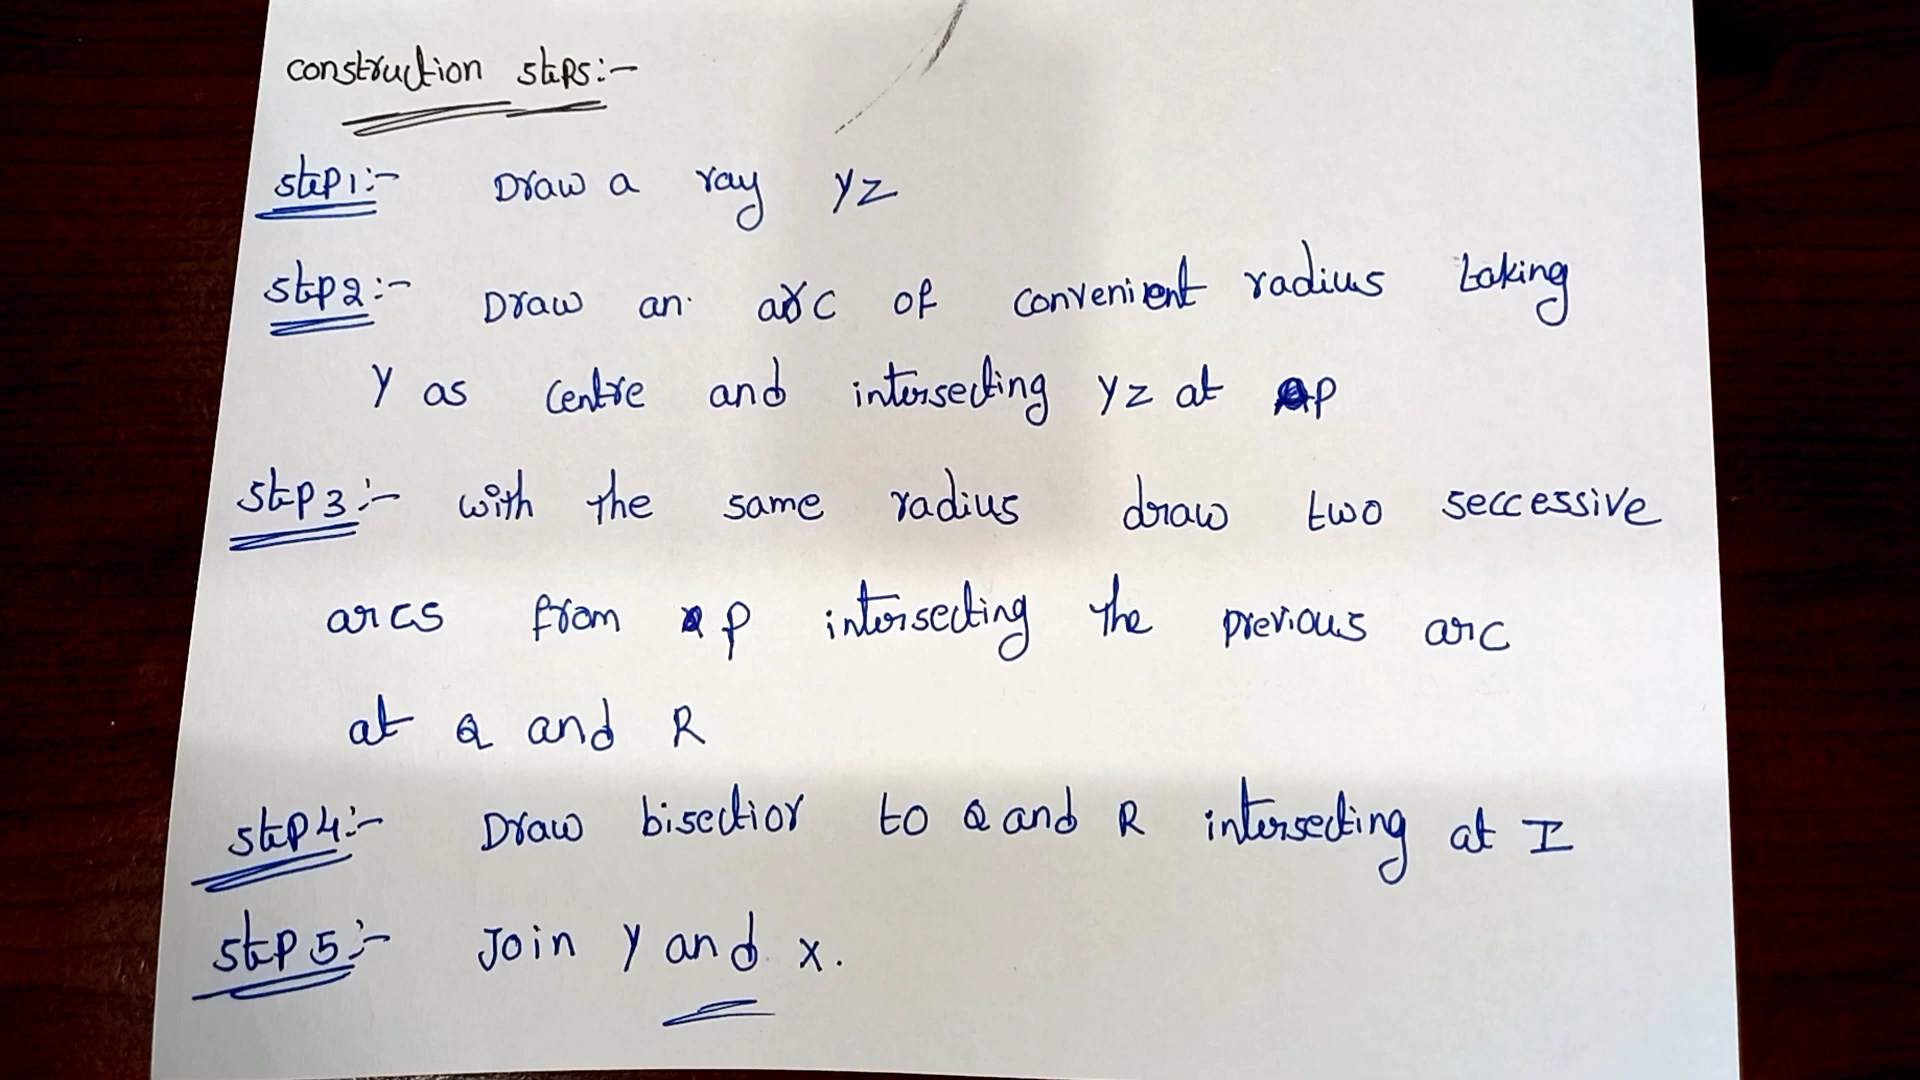 construction steps:-
step1:- Draw a ray YZ
step2:- Draw an arc of convenient radius taking
Y as centre and intersecting YZ at P
step3:- with the same radius draw two seccessive
arcs from P intersecting the previous arc
at Q and R
step4:- Draw bisectior to Q and R intersecting at I
step5:- Join Y and X.